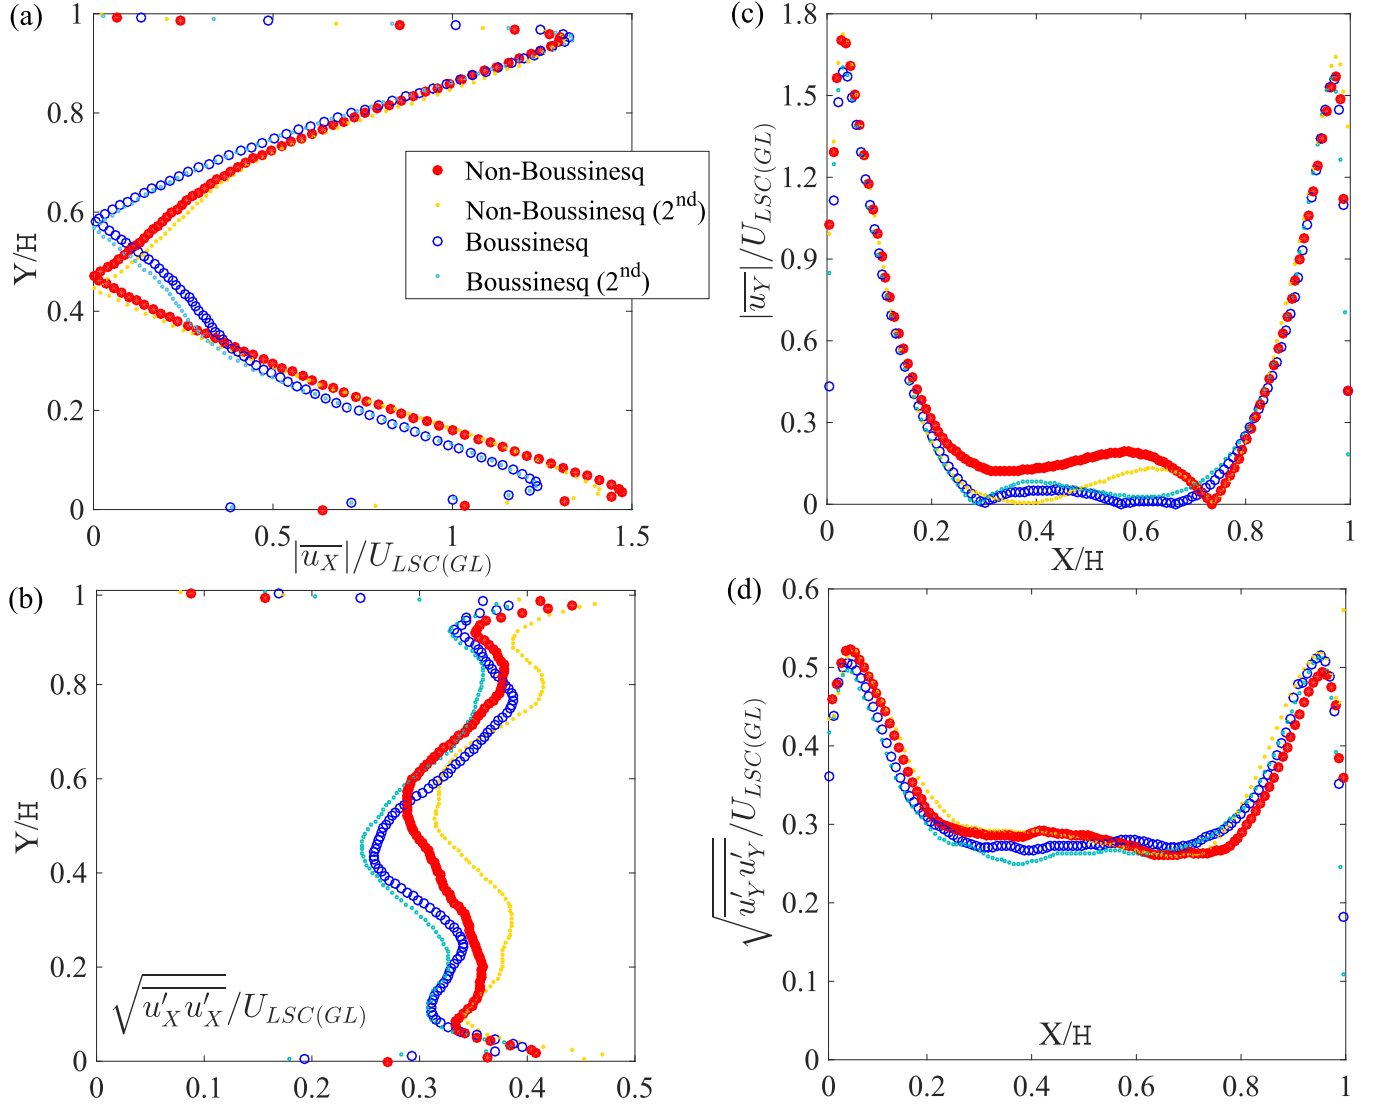 (a)
1
0.8
0.6
0.4
0.2
0
Y/H
0 0.5 1 1.5
|u_X|/U_LSC(GL)
Non-Boussinesq
Non-Boussinesq (2nd)
Boussinesq
Boussinesq (2nd)
(c)
1.8
1.5
1.2
0.9
0.6
0.3
0
|u_Y|/U_LSC(GL)
0 0.2 0.4 0.6 0.8 1
X/H
(b)
1
0.8
0.6
0.4
0.2
0
Y/H
√u'_X u'_X/U_LSC(GL)
0 0.1 0.2 0.3 0.4 0.5
(d)
0.6
0.5
0.4
0.3
0.2
0.1
0
√u'_Y u'_Y/U_LSC(GL)
X/H
0 0.2 0.4 0.6 0.8 1